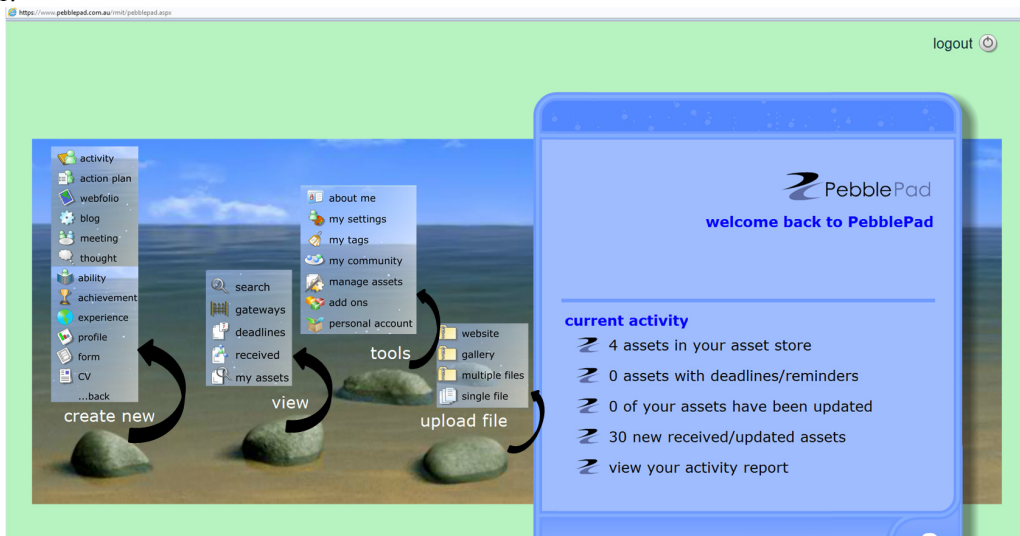 https://www.pebblepad.com.au/rmit/pebblepad.aspx
logout
activity
action plan
webfolio
blog
meeting
thought
ability
achievement
experience
profile
form
CV
...back
create new
search
gateways
deadlines
received
my assets
view
about me
my settings
my tags
my community
manage assets
add ons
personal account
tools
website
gallery
multiple files
single file
upload file
PebblePad
welcome back to PebblePad
current activity
4 assets in your asset store
0 assets with deadlines/reminders
0 of your assets have been updated
30 new received/updated assets
view your activity report